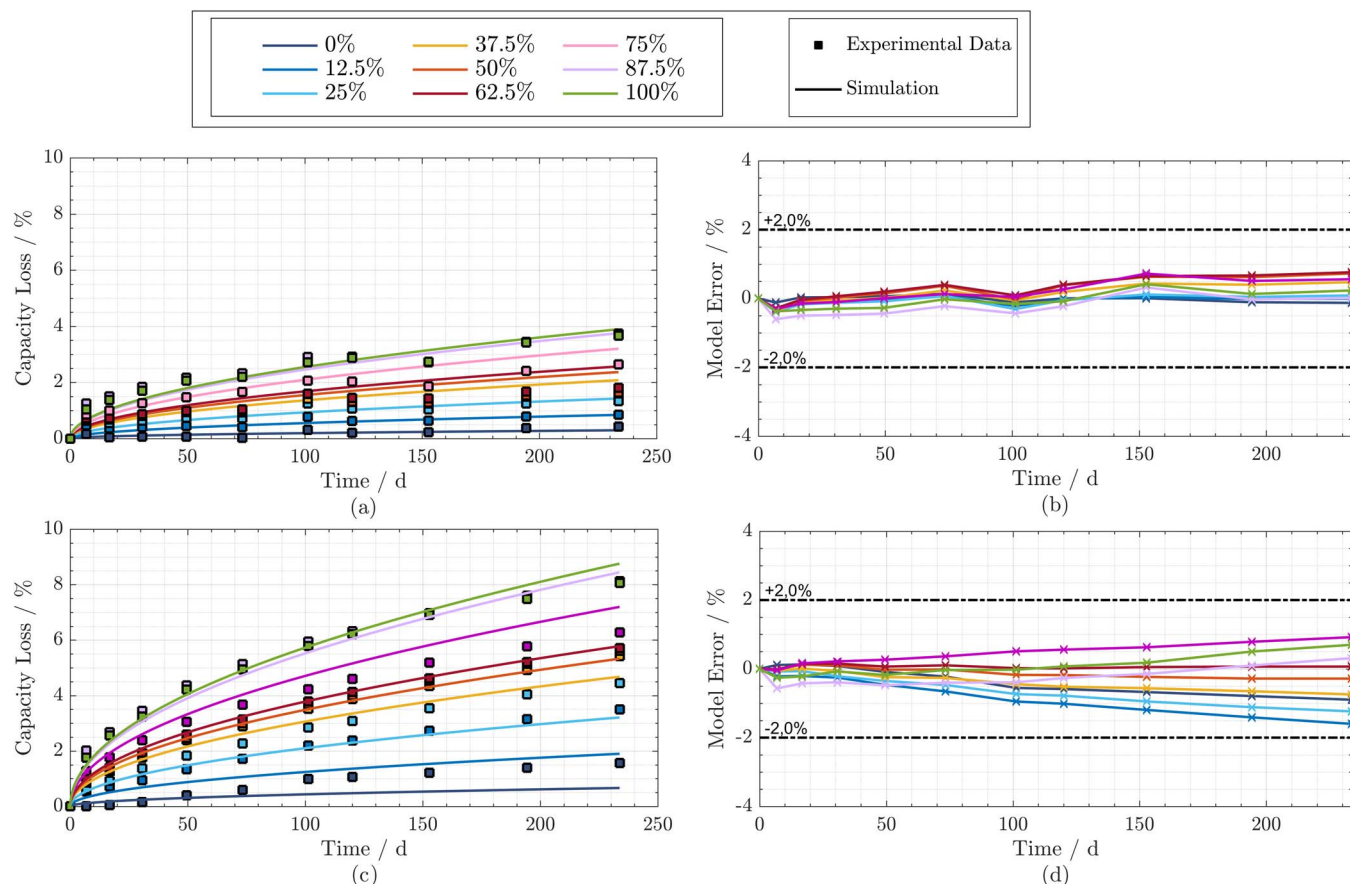 0% 37.5% 75% Experimental Data
12.5% 50% 87.5%
25% 62.5% 100% Simulation
10
8
6
4
2
0
Capacity Loss / %
0 50 100 150 200 250
Time / d
(a)
4
2
0
-2
-4
Model Error / %
+2,0%
-2,0%
0 50 100 150 200
Time / d
(b)
10
8
6
4
2
0
Capacity Loss / %
0 50 100 150 200 250
Time / d
(c)
4
2
0
-2
-4
Model Error / %
+2,0%
-2,0%
0 50 100 150 200
Time / d
(d)